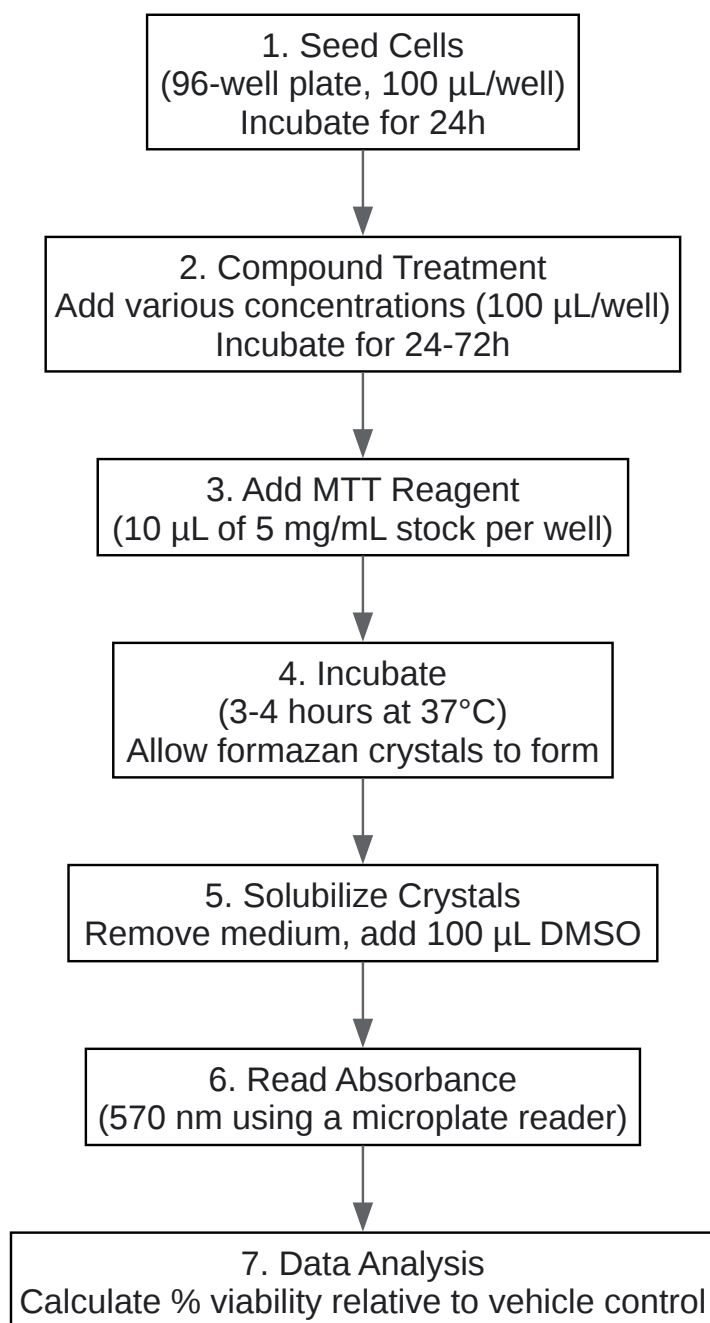 1. Seed Cells
(96-well plate, 100 µL/well)
Incubate for 24h
2. Compound Treatment
Add various concentrations (100 µL/well)
Incubate for 24-72h
3. Add MTT Reagent
(10 µL of 5 mg/mL stock per well)
4. Incubate
(3-4 hours at 37°C)
Allow formazan crystals to form
5. Solubilize Crystals
Remove medium, add 100 µL DMSO
6. Read Absorbance
(570 nm using a microplate reader)
7. Data Analysis
Calculate % viability relative to vehicle control